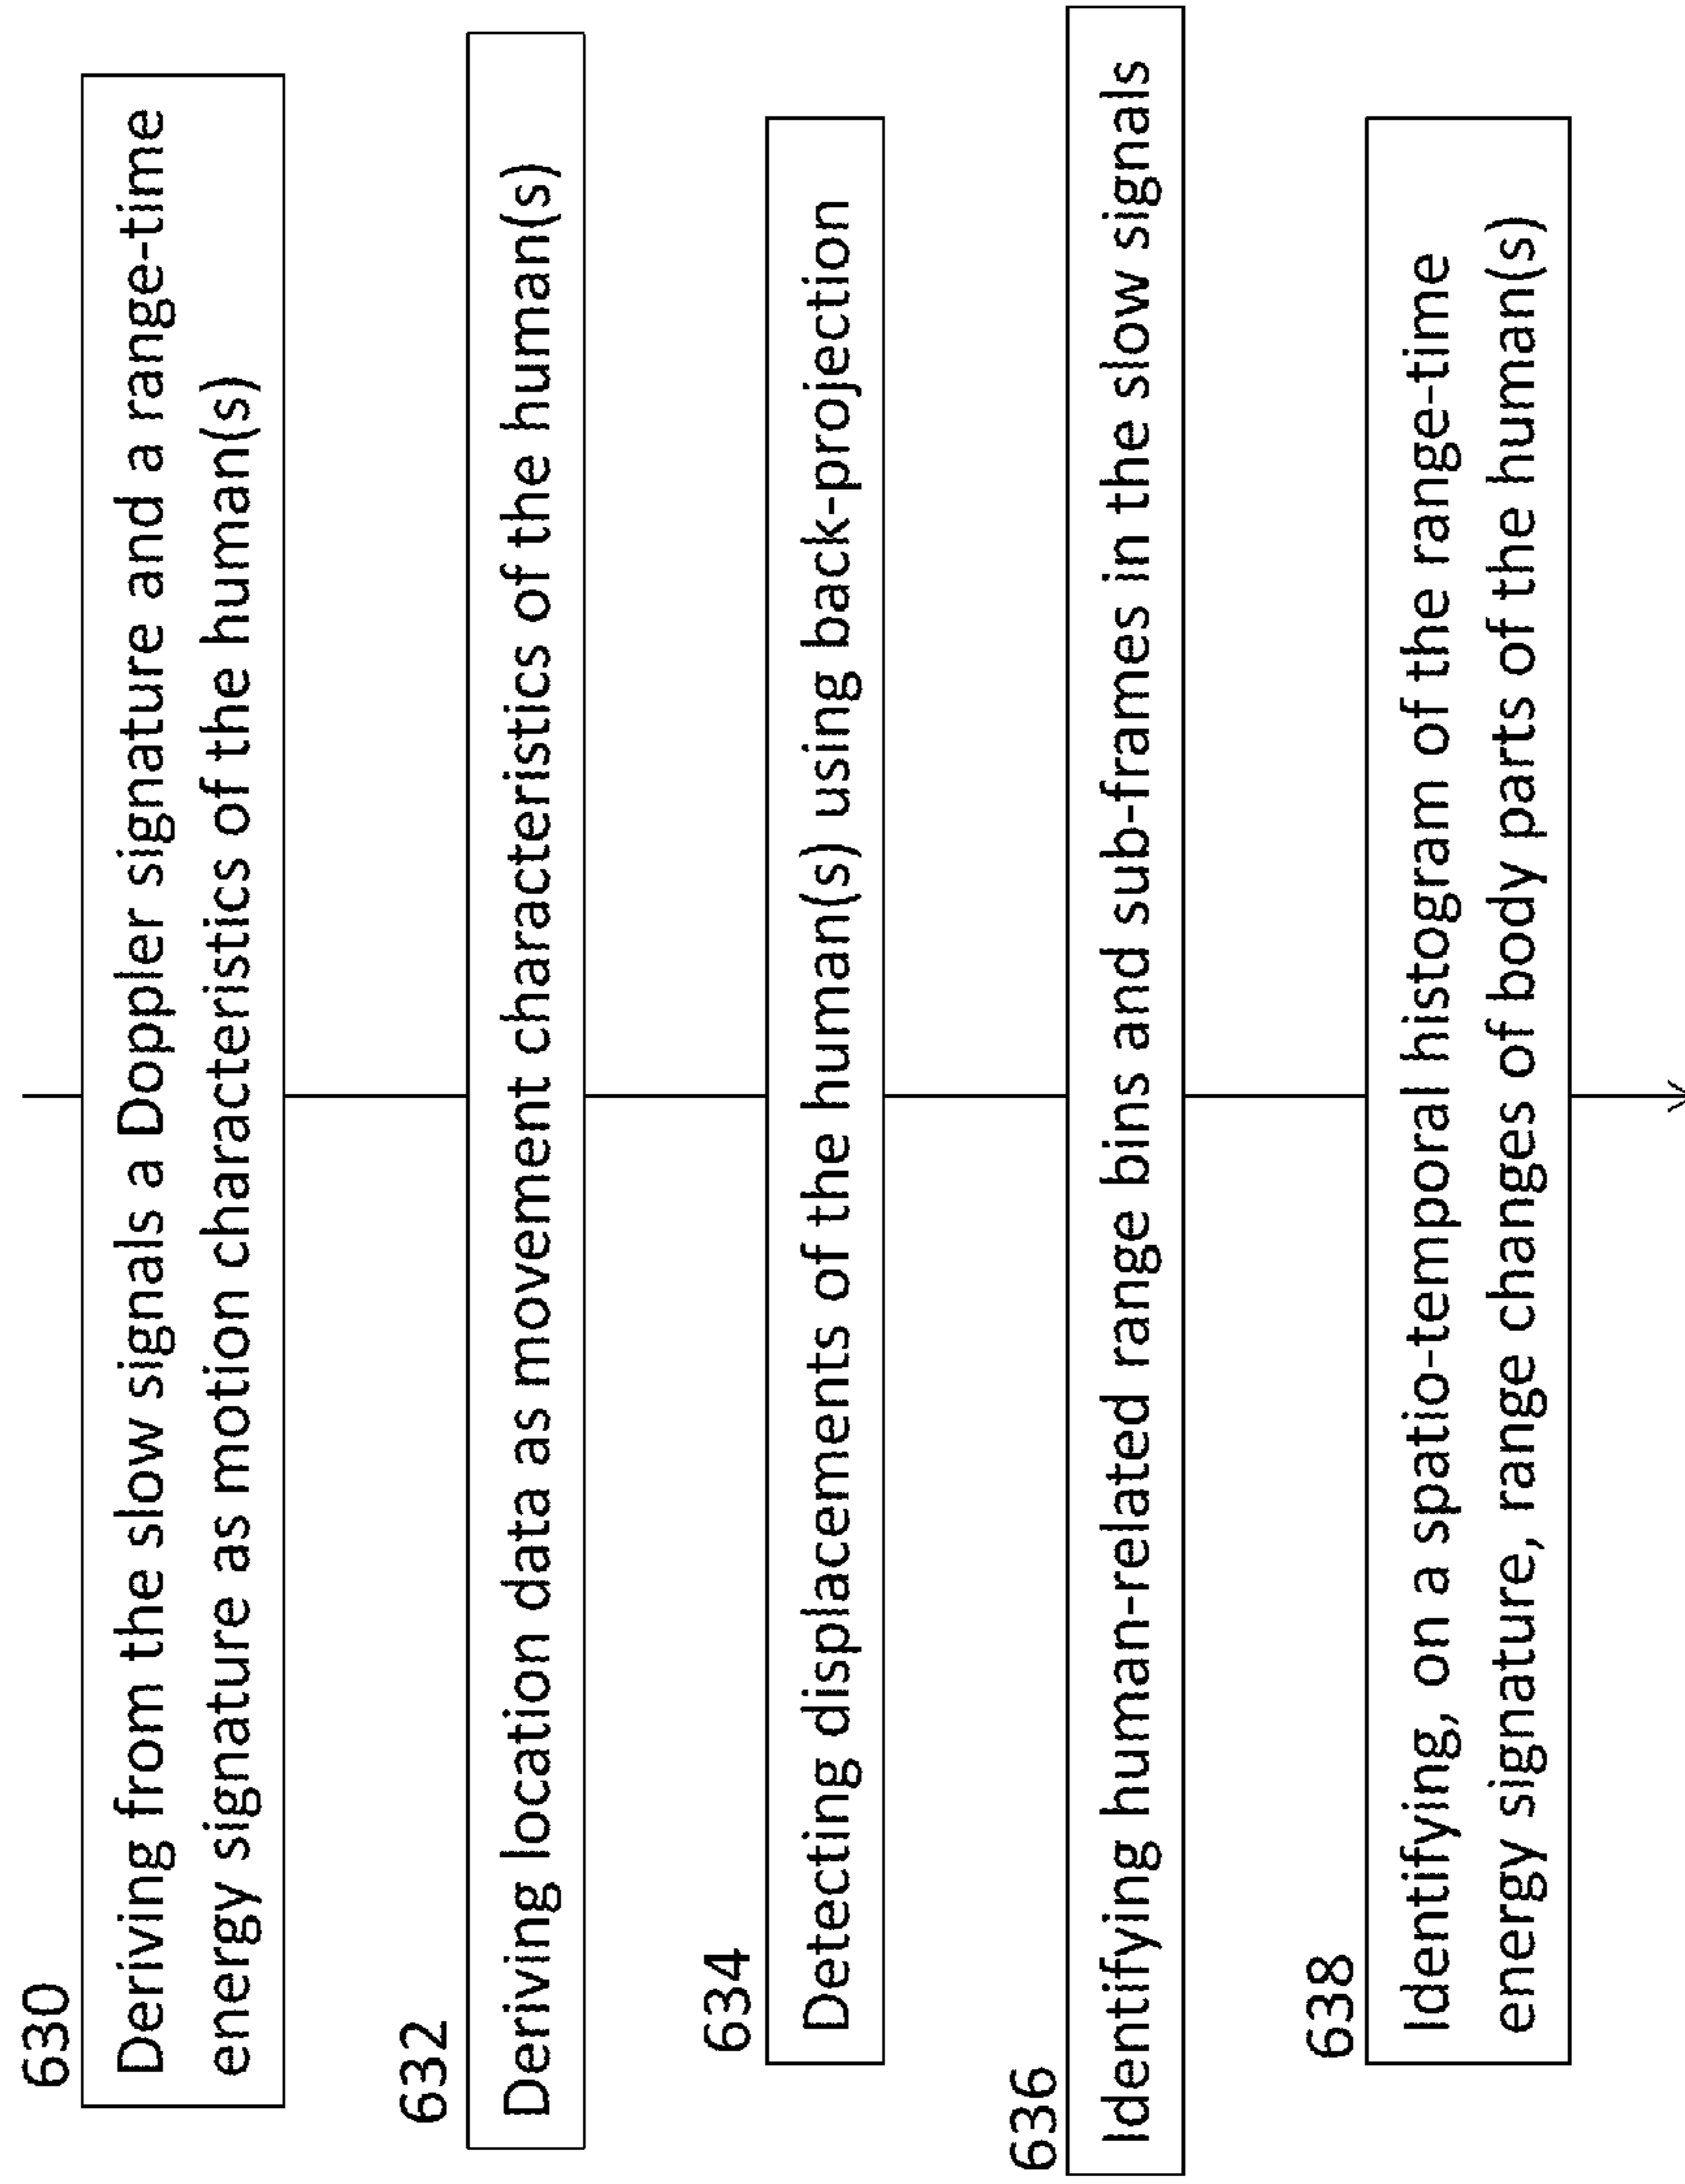 630
Deriving from the slow signals a Doppler signature and a range-time
energy signature as motion characteristics of the human(s)
632
Deriving location data as movement characteristics of the human(s)
634
Detecting displacements of the human(s) using back-projection
636
Identifying human-related range bins and sub-frames in the slow signals
638
Identifying, on a spatio-temporal histogram of the range-time
energy signature, range changes of body parts of the human(s)